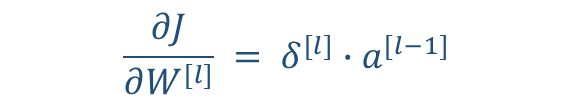 ∂J/∂W^[l] = δ^[l] · a^[l−1]